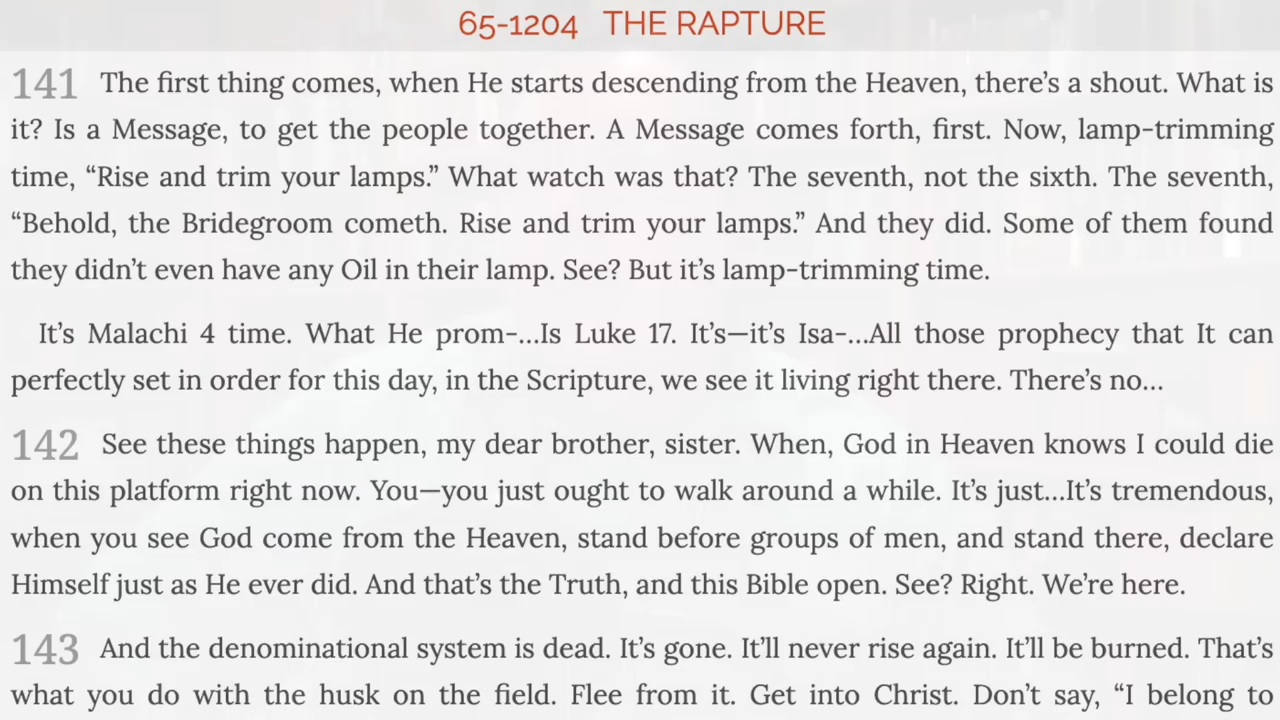 65-1204 THE RAPTURE
141 The first thing comes, when He starts descending from the Heaven, there’s a shout. What is
it? Is a Message, to get the people together. A Message comes forth, first. Now, lamp-trimming
time, “Rise and trim your lamps.” What watch was that? The seventh, not the sixth. The seventh,
“Behold, the Bridegroom cometh. Rise and trim your lamps.” And they did. Some of them found
they didn’t even have any Oil in their lamp. See? But it’s lamp-trimming time.
It’s Malachi 4 time. What He prom-…Is Luke 17. It’s—it’s Isa-…All those prophecy that It can
perfectly set in order for this day, in the Scripture, we see it living right there. There’s no…
142 See these things happen, my dear brother, sister. When, God in Heaven knows I could die
on this platform right now. You—you just ought to walk around a while. It’s just…It’s tremendous,
when you see God come from the Heaven, stand before groups of men, and stand there, declare
Himself just as He ever did. And that’s the Truth, and this Bible open. See? Right. We’re here.
143 And the denominational system is dead. It’s gone. It’ll never rise again. It’ll be burned. That’s
what you do with the husk on the field. Flee from it. Get into Christ. Don’t say, “I belong to